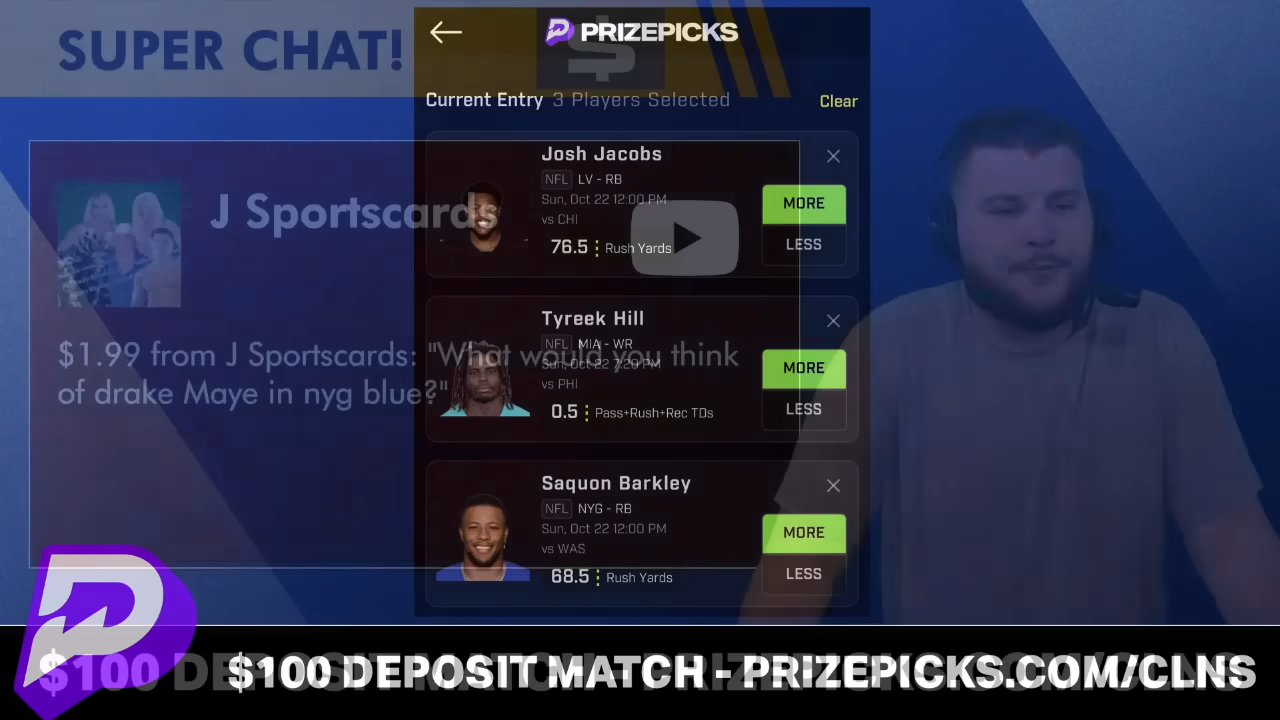 SUPER CHAT!
$
J Sportscards
$1.99 from J Sportscards: "What would you think
of drake Maye in nyg blue?"
PRIZEPICKS
Current Entry 3 Players Selected
Clear
Josh Jacobs
NFL LV - RB
Sun, Oct 22 12:00 PM
vs CHI
76.5 Rush Yards
MORE
LESS
Tyreek Hill
NFL MIA - WR
Sun, Oct 22 7:20 PM
vs PHI
0.5 Pass+Rush+Rec TDs
MORE
LESS
Saquon Barkley
NFL NYG - RB
Sun, Oct 22 12:00 PM
vs WAS
68.5 Rush Yards
MORE
LESS
$100 DEPOSIT MATCH - PRIZEPICKS.COM/CLNS